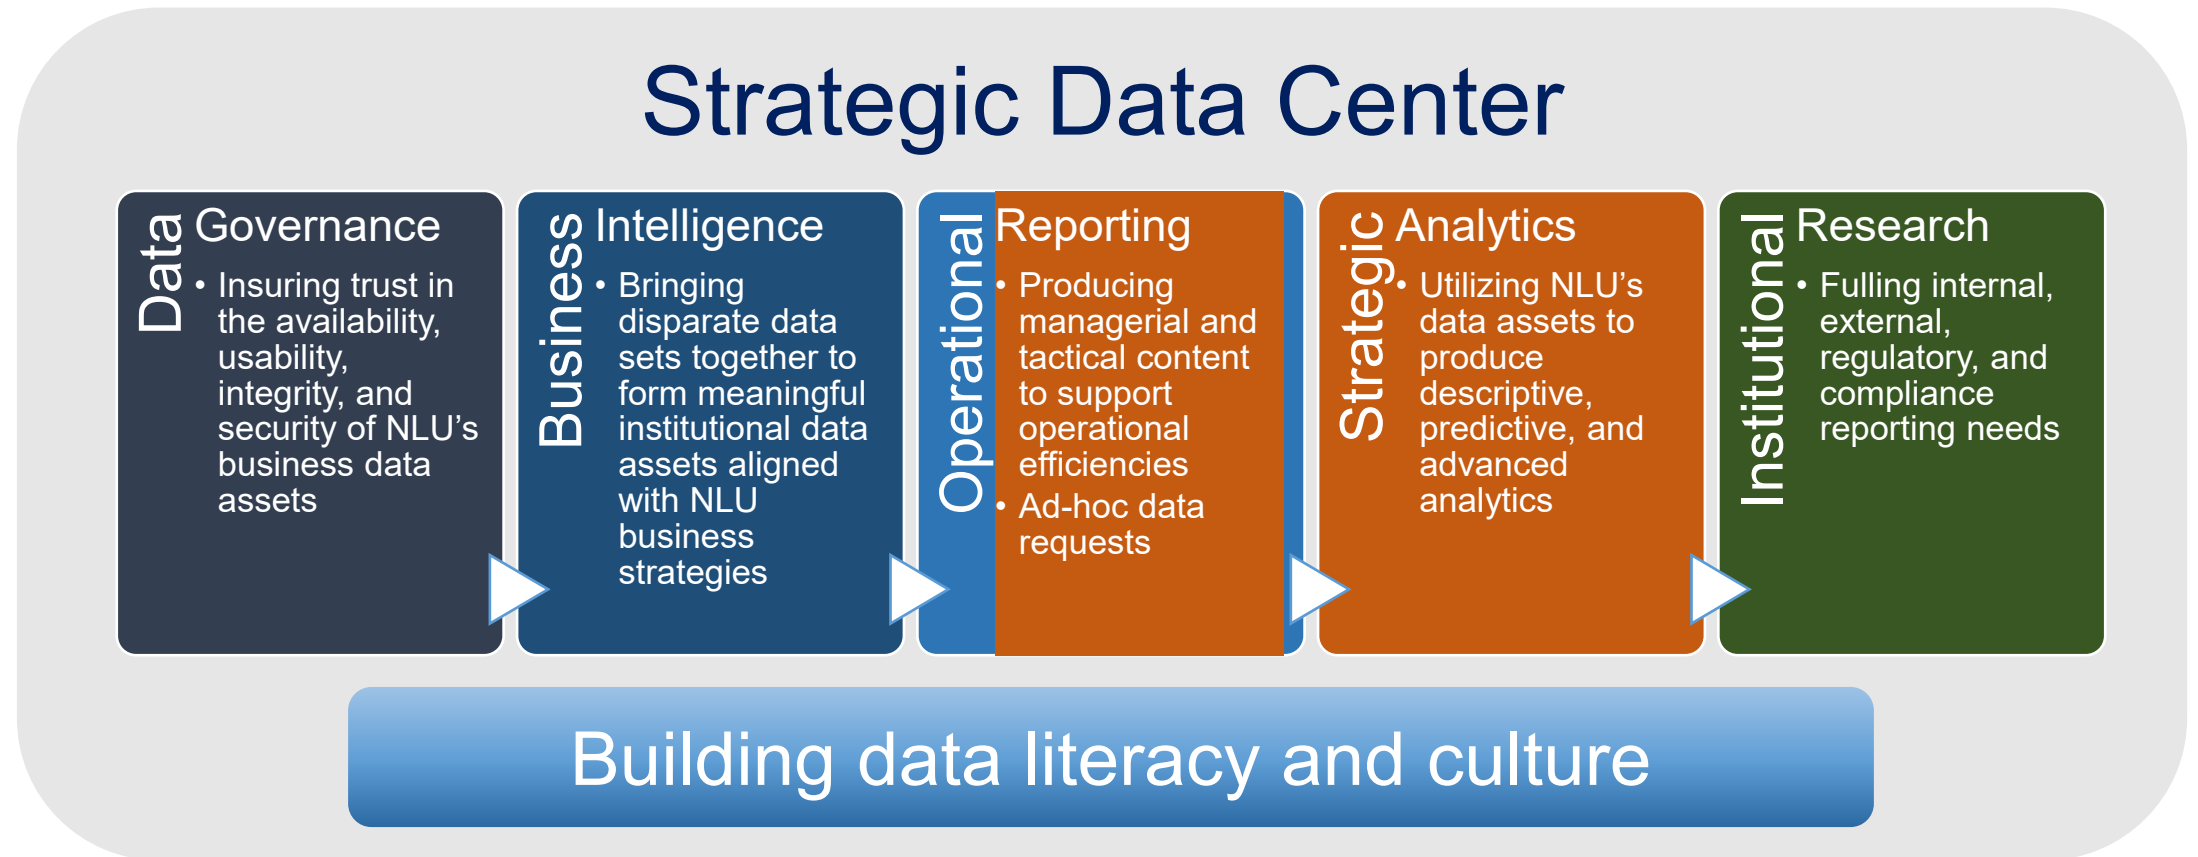 Strategic Data Center
Data
Governance
• Insuring trust in
the availability,
usability,
integrity, and
security of NLU’s
business data
assets
Business
Intelligence
• Bringing
disparate data
sets together to
form meaningful
institutional data
assets aligned
with NLU
business
strategies
Operational
Reporting
• Producing
managerial and
tactical content
to support
operational
efficiencies
• Ad-hoc data
requests
Strategic
Analytics
• Utilizing NLU’s
data assets to
produce
descriptive,
predictive, and
advanced
analytics
Institutional
Research
• Fulling internal,
external,
regulatory, and
compliance
reporting needs
Building data literacy and culture